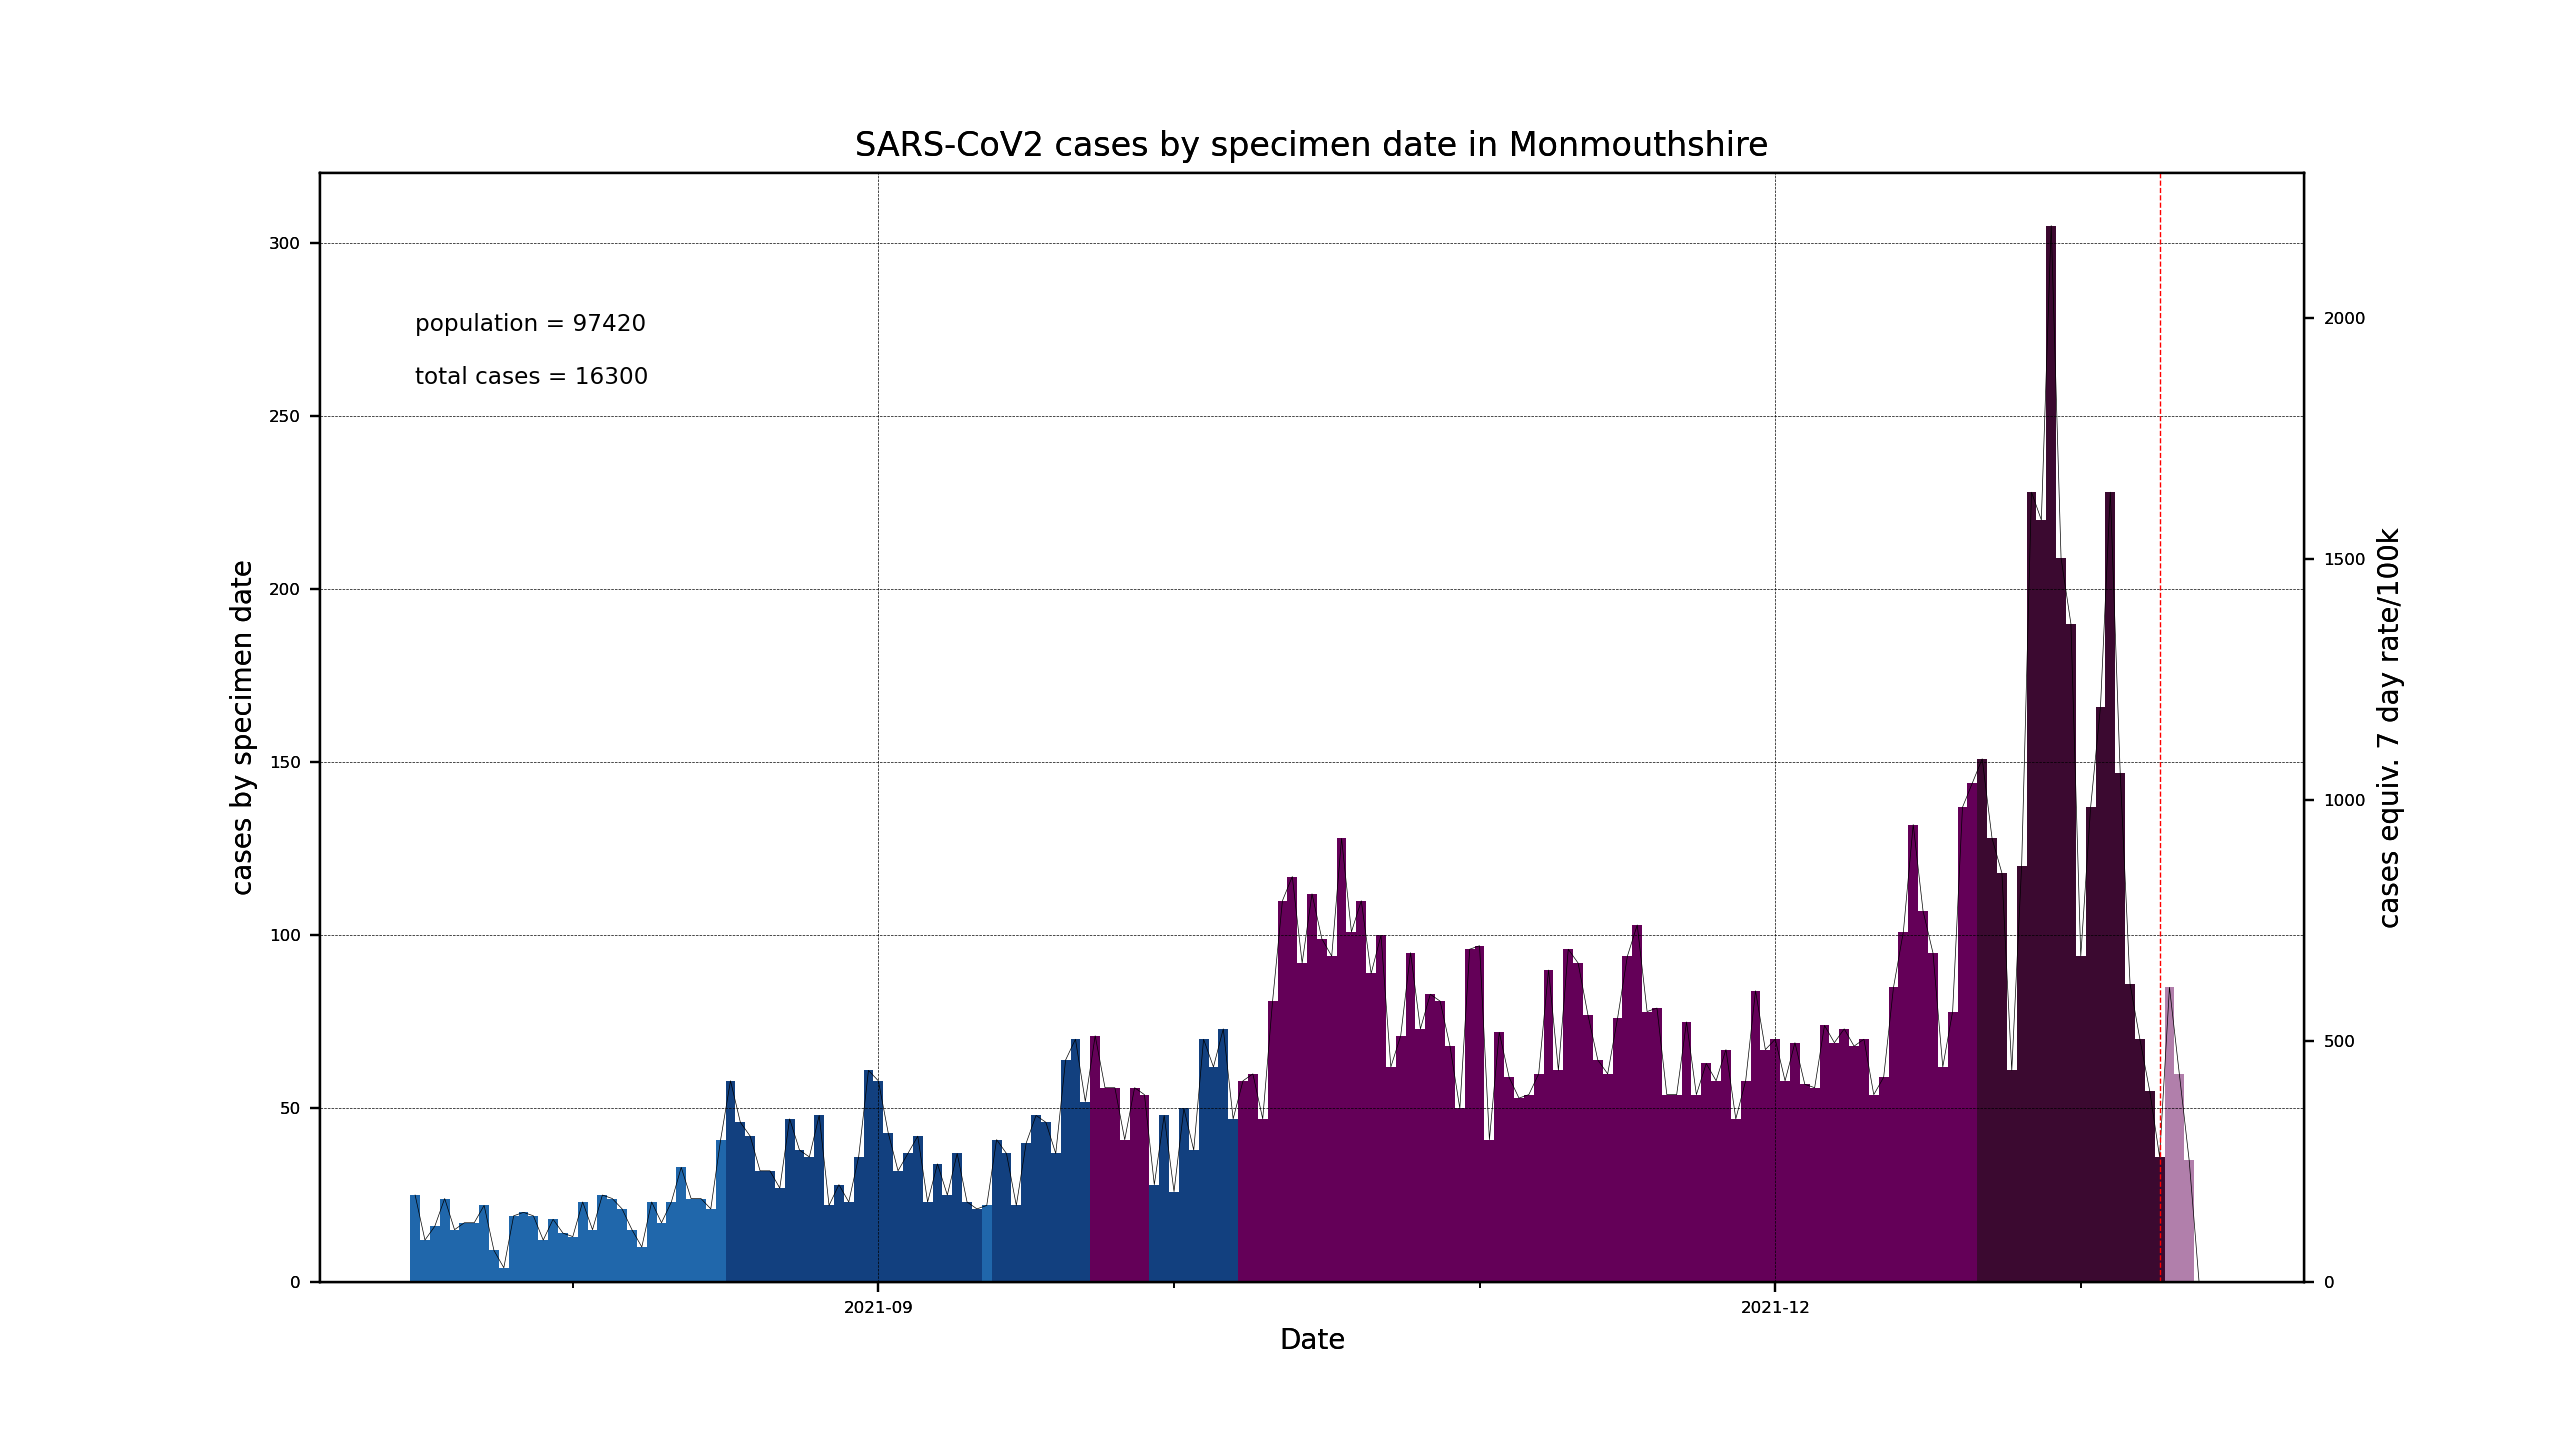 SARS-CoV2 cases by specimen date in Monmouthshire
population = 97420
total cases = 16300
cases by specimen date
300
250
200
150
100
50
0
2000
1500
1000
500
0
cases equiv. 7 day rate/100k
2021-09
2021-12
Date